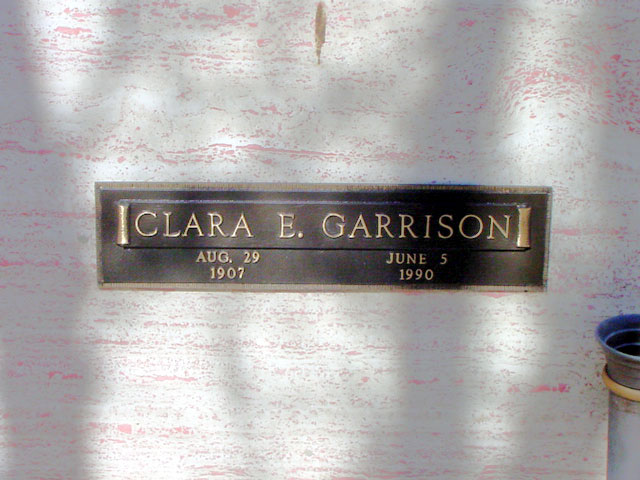 CLARA E. GARRISON
AUG. 29 JUNE 5
1907 1990